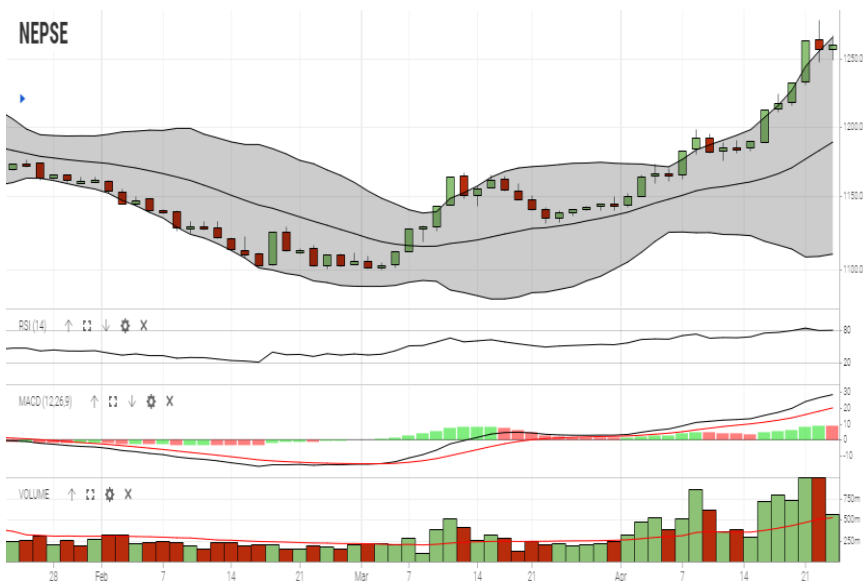 NEPSE
1250.0
1200.0
1150.0
1100.0
RSI (14)
80
20
MACD (12,26,9)
30
20
10
0
-10
VOLUME
750m
500m
250m
28 Feb 7 14 21 Mar 7 14 21 Apr 7 14 21